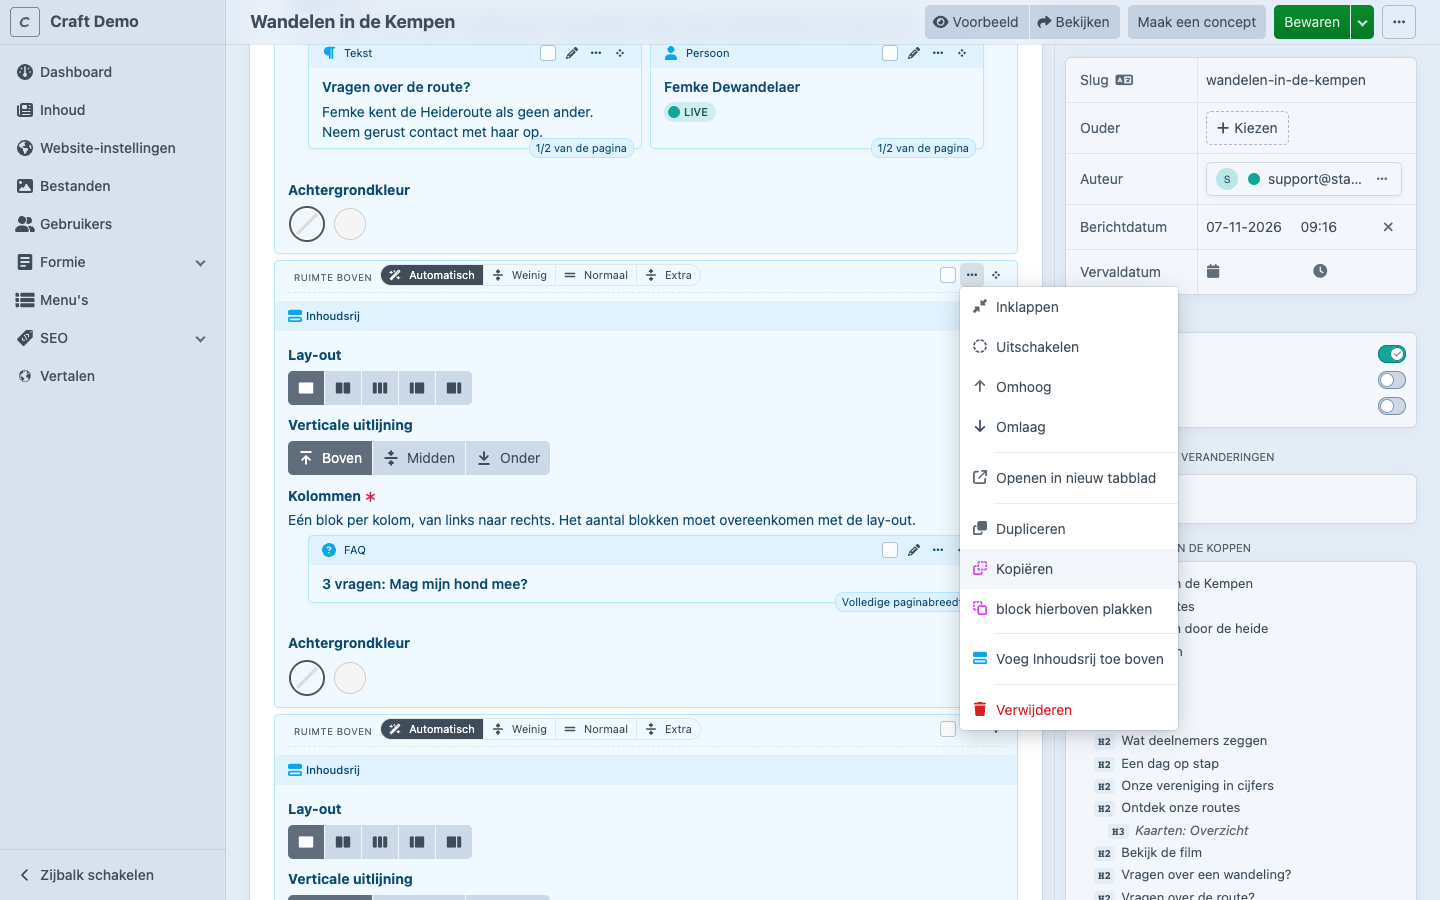 C
Craft Demo
Dashboard
Inhoud
Website-instellingen
Bestanden
Gebruikers
Formie
Menu's
SEO
Vertalen
Zijbalk schakelen
Wandelen in de Kempen
Voorbeeld
Bekijken
Maak een concept
Bewaren
Tekst
Vragen over de route?
Femke kent de Heideroute als geen ander.
Neem gerust contact met haar op.
1/2 van de pagina
Persoon
Femke Dewandelaer
LIVE
1/2 van de pagina
Achtergrondkleur
RUIMTE BOVEN
Automatisch
Weinig
Normaal
Extra
Inhoudsrij
Lay-out
Verticale uitlijning
Boven
Midden
Onder
Kolommen
Eén blok per kolom, van links naar rechts. Het aantal blokken moet overeenkomen met de lay-out.
FAQ
3 vragen: Mag mijn hond mee?
Volledige paginabreedt
Achtergrondkleur
RUIMTE BOVEN
Automatisch
Weinig
Normaal
Extra
Inhoudsrij
Lay-out
Verticale uitlijning
Inklappen
Uitschakelen
Omhoog
Omlaag
Openen in nieuw tabblad
Dupliceren
Kopiëren
block hierboven plakken
Voeg Inhoudsrij toe boven
Verwijderen
Slug
wandelen-in-de-kempen
Ouder
Kiezen
Auteur
S
support@sta...
Berichtdatum
07-11-2026
09:16
Vervaldatum
VERANDERINGEN
N DE KOPPEN
n de Kempen
tes
n door de heide
n
H2 Wat deelnemers zeggen
H2 Een dag op stap
H2 Onze vereniging in cijfers
H2 Ontdek onze routes
H3 Kaarten: Overzicht
H2 Bekijk de film
H2 Vragen over een wandeling?
H2 Vragen over de route?